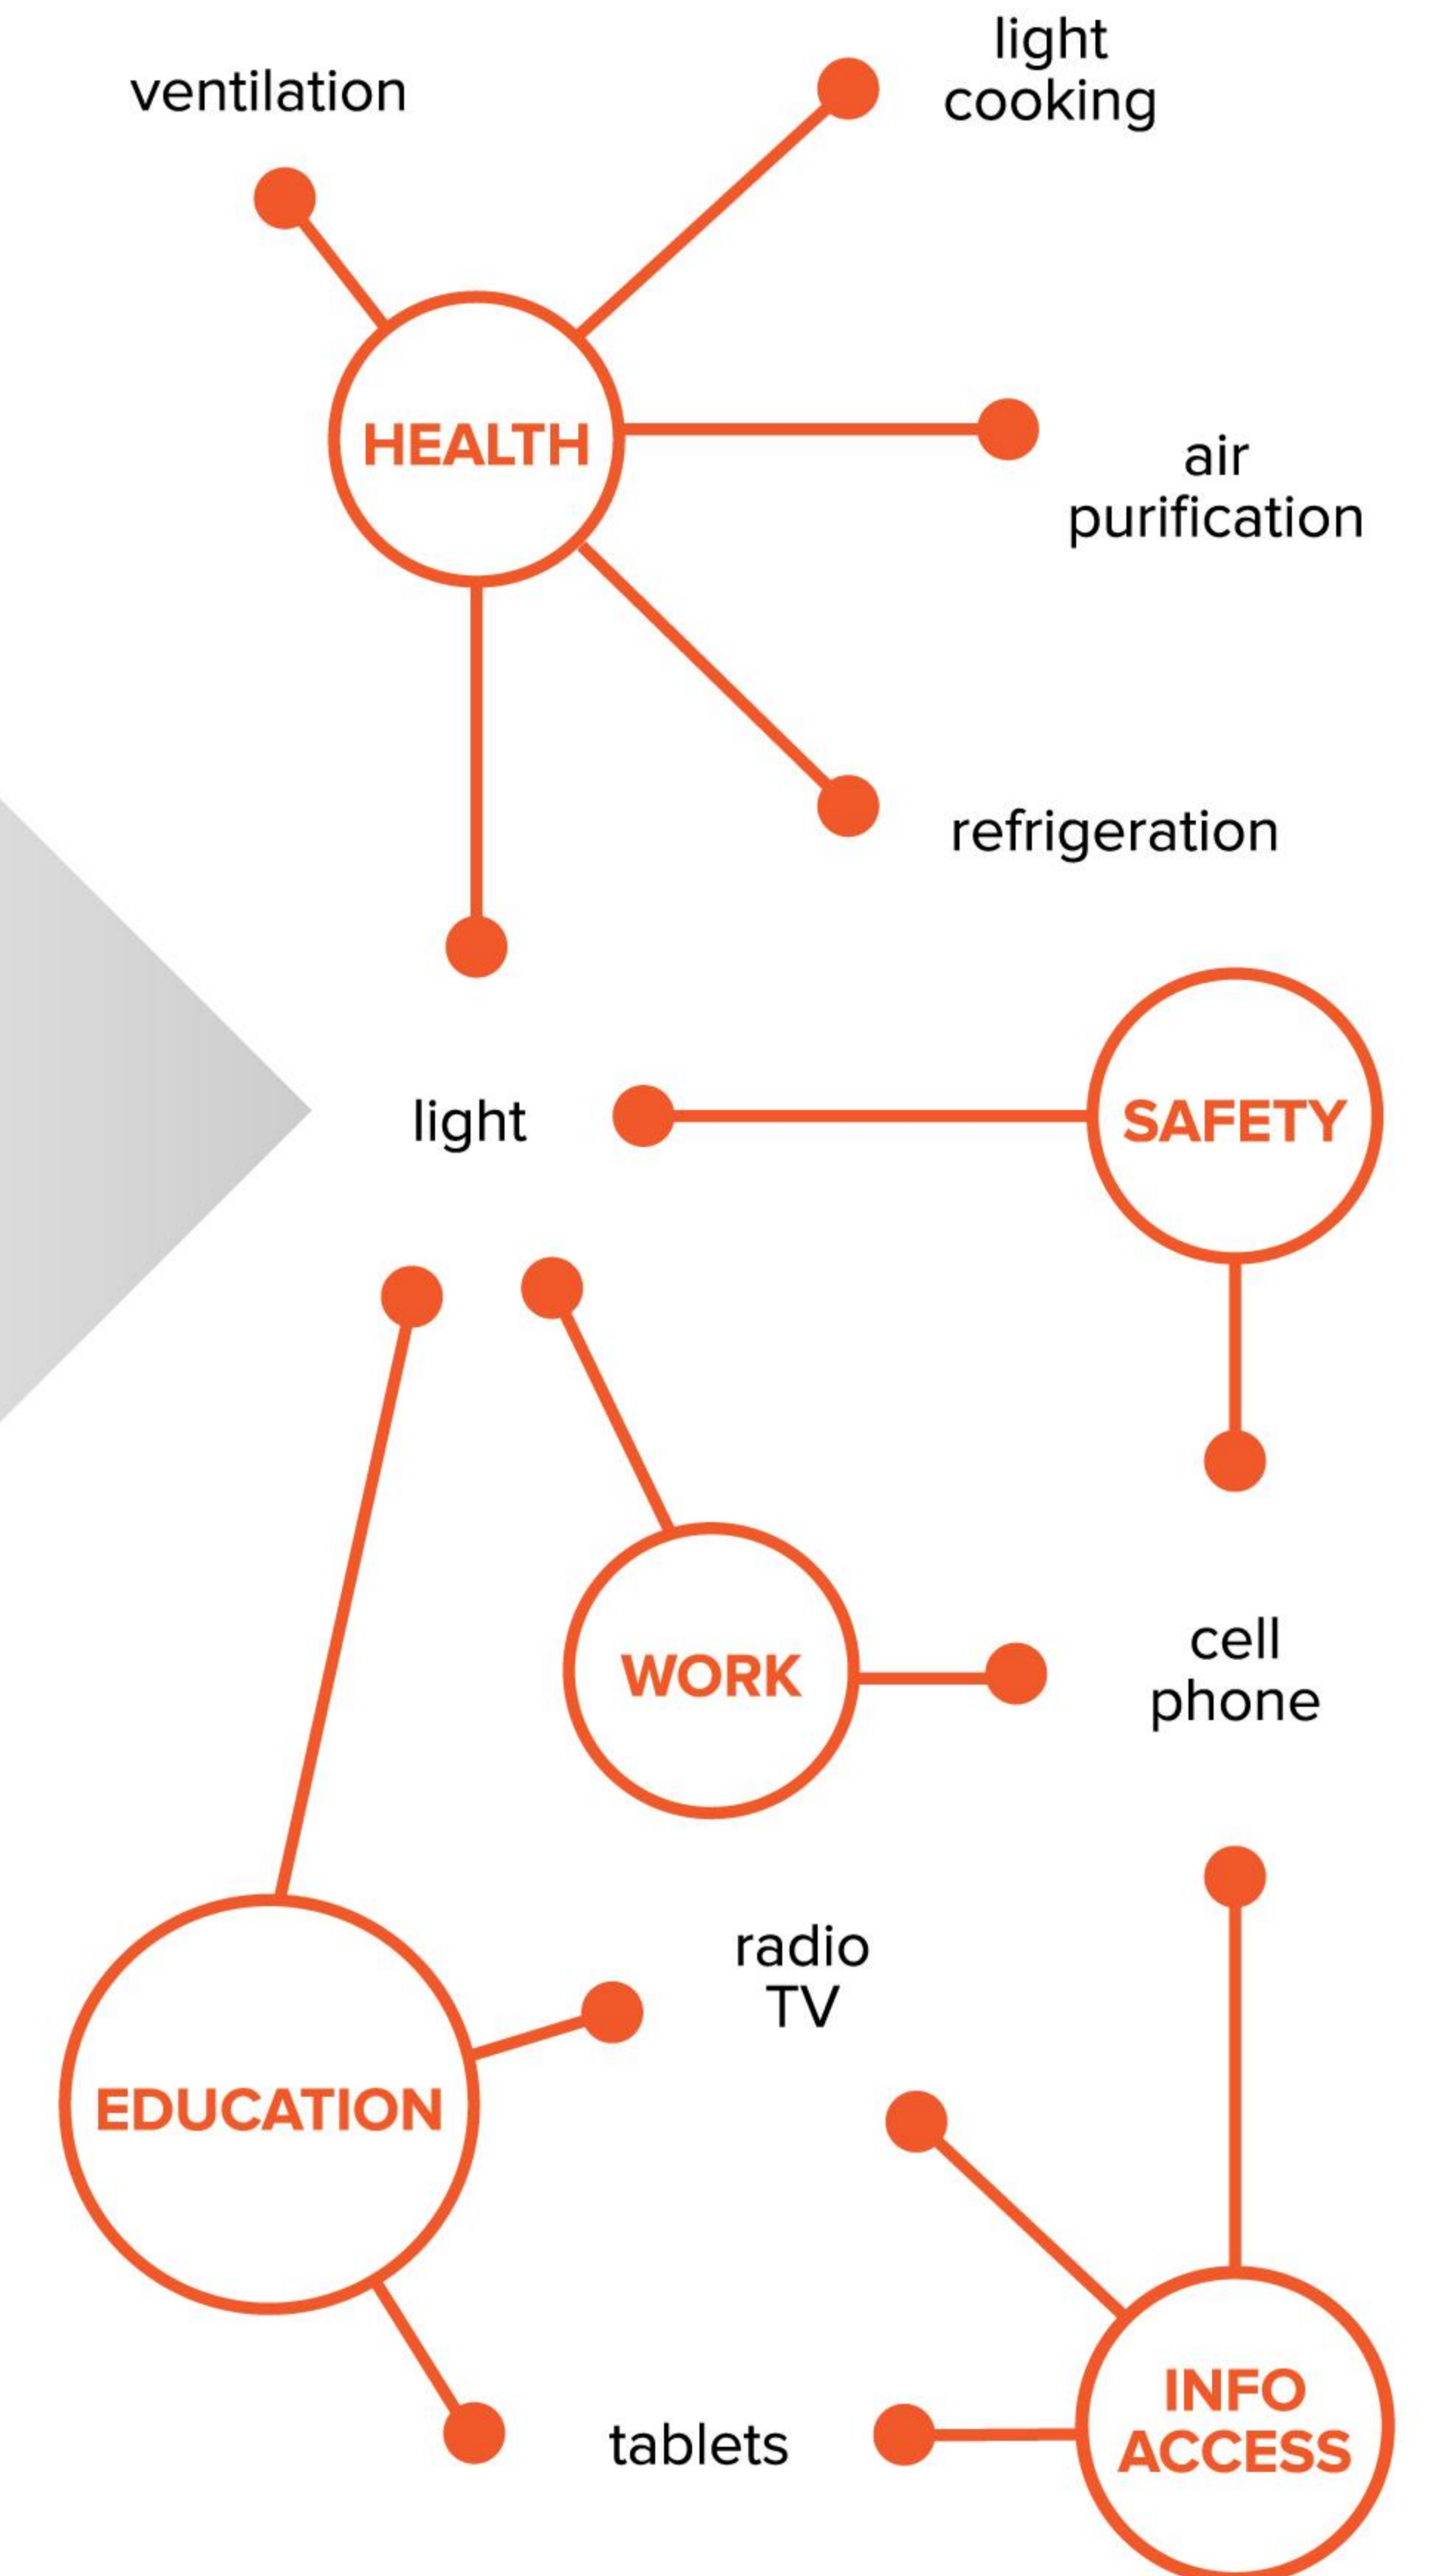 light
cooking
ventilation
HEALTH
air
purification
refrigeration
light
SAFETY
cell
phone
WORK
radio
TV
EDUCATION
INFO
ACCESS
tablets